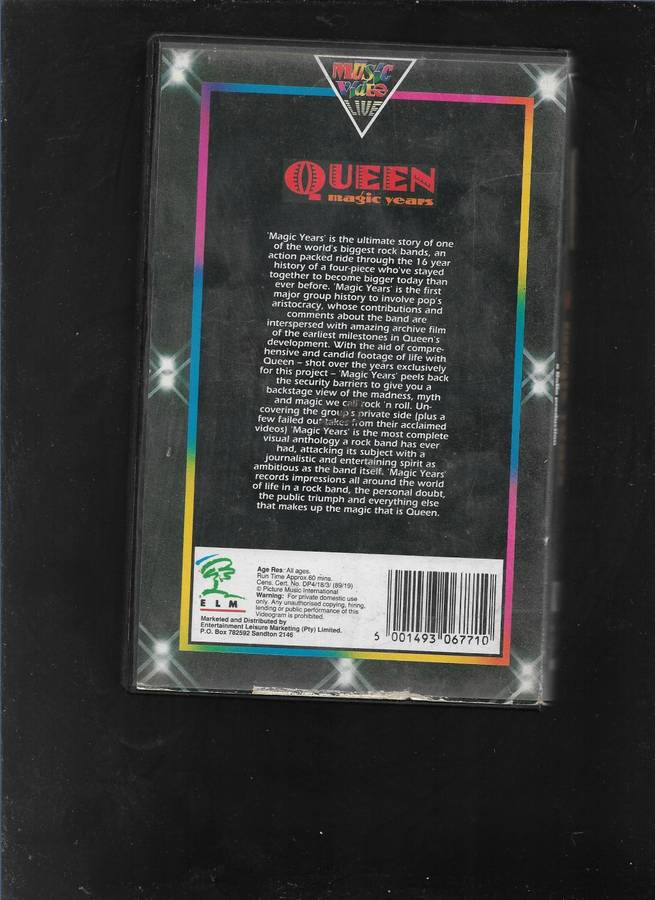 MUSIC
VIDEO
LIVE
QUEEN
magic years
'Magic Years' is the ultimate story of one
of the world's biggest rock bands, an
action packed ride through the 16 year
history of a four-piece who've stayed
together to become bigger today than
ever before. 'Magic Years' is the first
major group history to involve pop's
aristocracy, whose contributions and
comments about the band are
interspersed with amazing archive film
of the earliest milestones in Queen's
development. With the aid of compre-
hensive and candid footage of life with
Queen – shot over the years exclusively
for this project – 'Magic Years' peels back
the security barriers to give you a
backstage view of the madness, myth
and magic we call rock 'n roll. Un-
covering the group's private side (plus a
few failed out-takes from their acclaimed
videos) 'Magic Years' is the most complete
visual anthology a rock band has ever
had, attacking its subject with a
journalistic and entertaining spirit as
ambitious as the band itself. 'Magic Years'
records impressions all around the world
of life in a rock band, the personal doubt,
the public triumph and everything else
that makes up the magic that is Queen.
ELM
Age Res: All ages.
Run Time Approx 60 mins.
Cens. Cert. No. DP4/18/3/ (89/19)
© Picture Music International
Warning: For private domestic use
only. Any unauthorised copying, hiring,
lending or public performance of this
Videogram is prohibited.
Marketed and Distributed by
Entertainment Leisure Marketing (Pty) Limited.
P.O. Box 782592 Sandton 2146
6 001493 067710